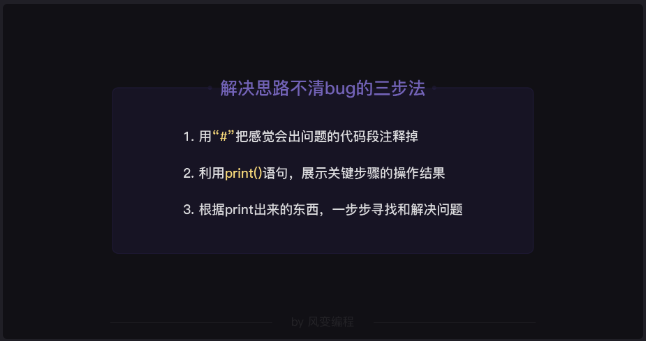 解决思路不清bug的三步法
1. 用“#”把感觉会出问题的代码段注释掉
2. 利用print()语句，展示关键步骤的操作结果
3. 根据print出来的东西，一步步寻找和解决问题
by 风变编程